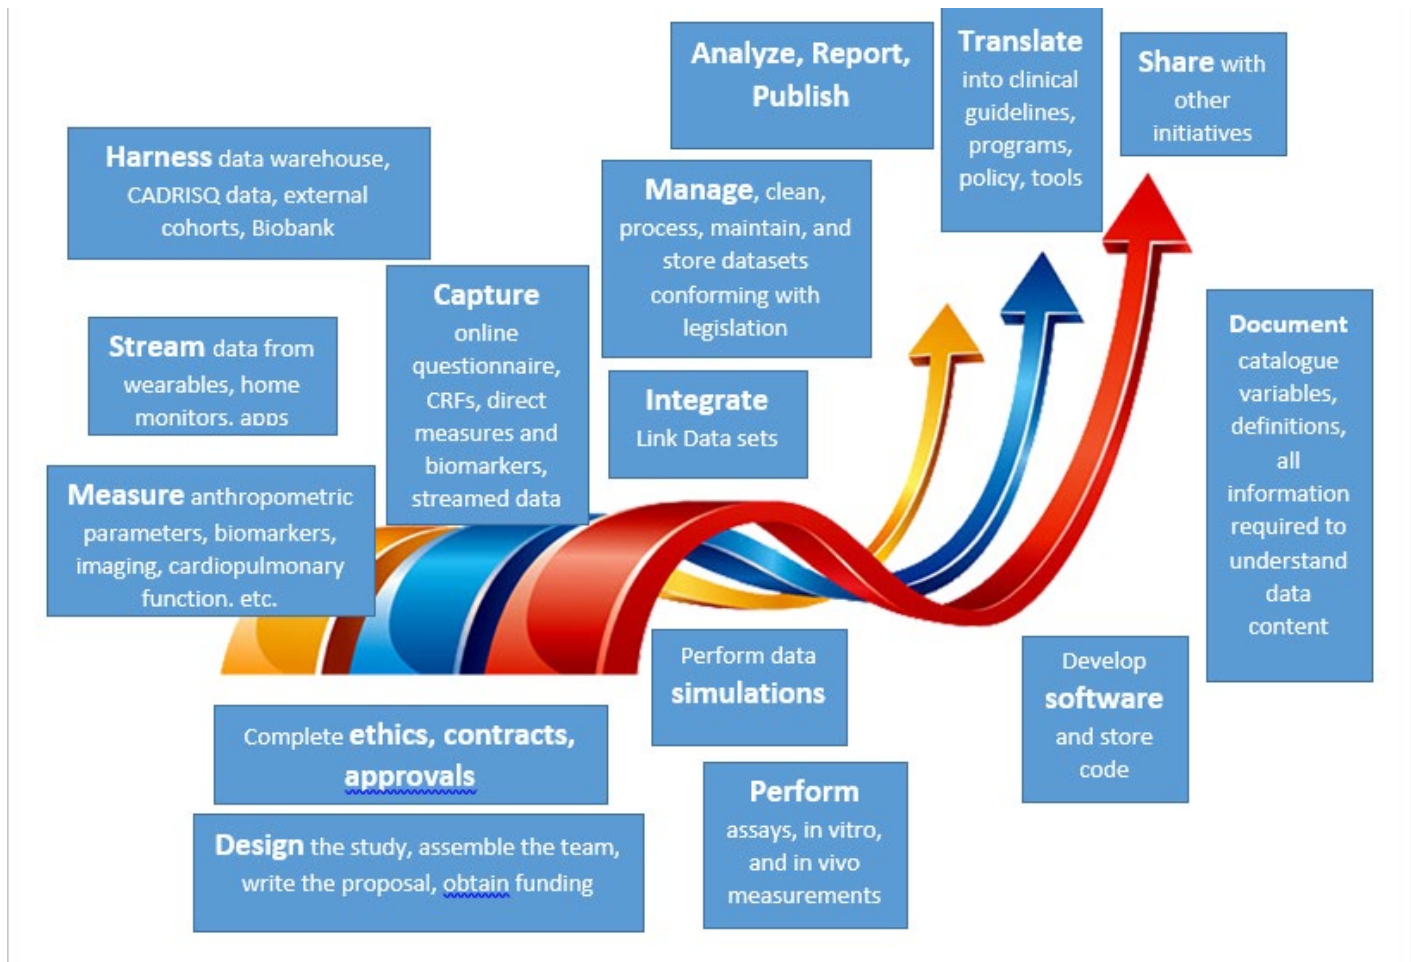 Analyze, Report,
Publish
Translate
into clinical
guidelines,
programs,
policy, tools
Share with
other
initiatives
Harness data warehouse,
CADRISQ data, external
cohorts, Biobank
Manage, clean,
process, maintain, and
store datasets
conforming with
legislation
Capture
online
questionnaire,
CRFs, direct
measures and
biomarkers,
streamed data
Stream data from
wearables, home
monitors. apps
Integrate
Link Data sets
Document
catalogue
variables,
definitions,
all
information
required to
understand
data
content
Measure anthropometric
parameters, biomarkers,
imaging, cardiopulmonary
function. etc.
Perform data
simulations
Develop
software
and store
code
Complete ethics, contracts,
approvals
Perform
assays, in vitro,
and in vivo
measurements
Design the study, assemble the team,
write the proposal, obtain funding